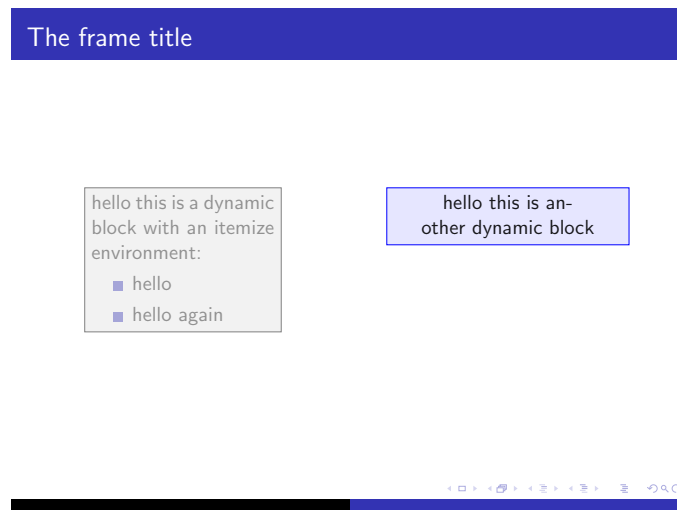 The frame title
hello this is a dynamic
block with an itemize
environment:
hello
hello again
hello this is an-
other dynamic block